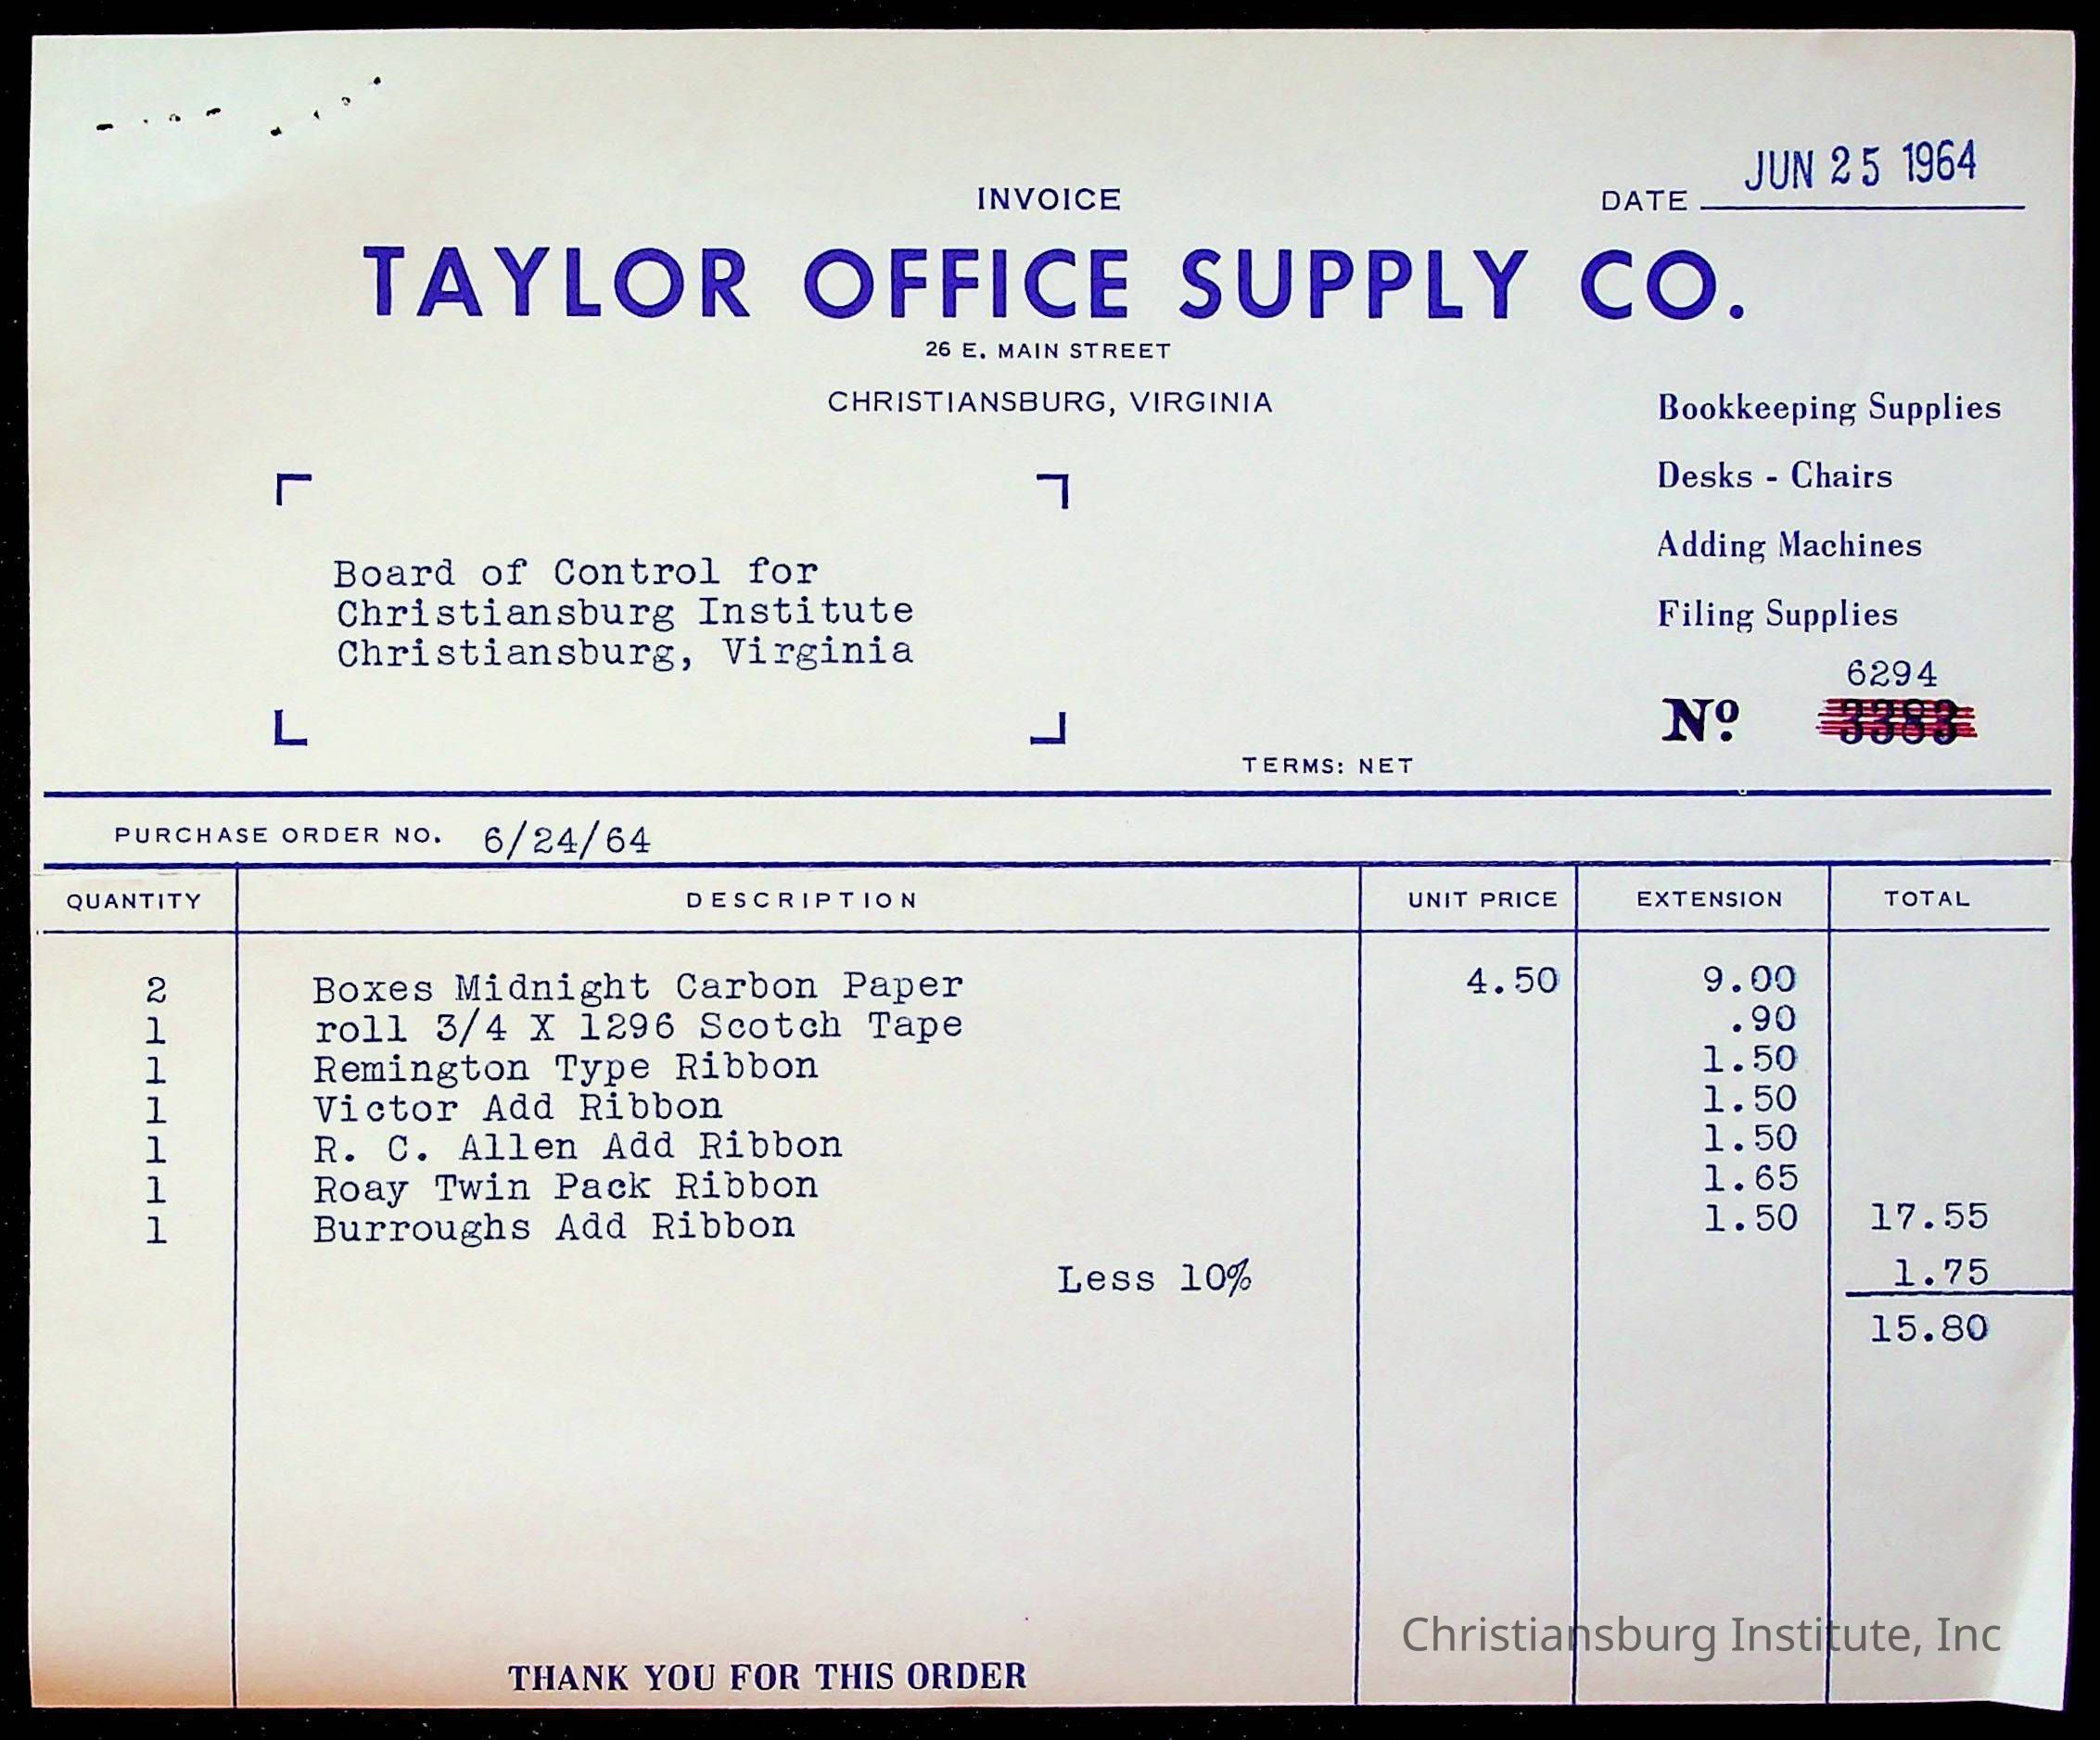 JUN 25 1964
INVOICE DATE
TAYLOR OFFICE SUPPLY CO.
26 E. MAIN STREET
CHRISTIANSBURG, VIRGINIA
Bookkeeping Supplies
Desks - Chairs
Adding Machines
Filing Supplies
Board of Control for
Christiansburg Institute
Christiansburg, Virginia
6294
No. 3383
TERMS: NET
PURCHASE ORDER NO. 6/24/64
QUANTITY DESCRIPTION UNIT PRICE EXTENSION TOTAL
2 Boxes Midnight Carbon Paper 4.50 9.00
1 roll 3/4 X 1296 Scotch Tape .90
1 Remington Type Ribbon 1.50
1 Victor Add Ribbon 1.50
1 R. C. Allen Add Ribbon 1.50
1 Roay Twin Pack Ribbon 1.65
1 Burroughs Add Ribbon 1.50 17.55
Less 10% 1.75
15.80
Christiansburg Institute, Inc
THANK YOU FOR THIS ORDER